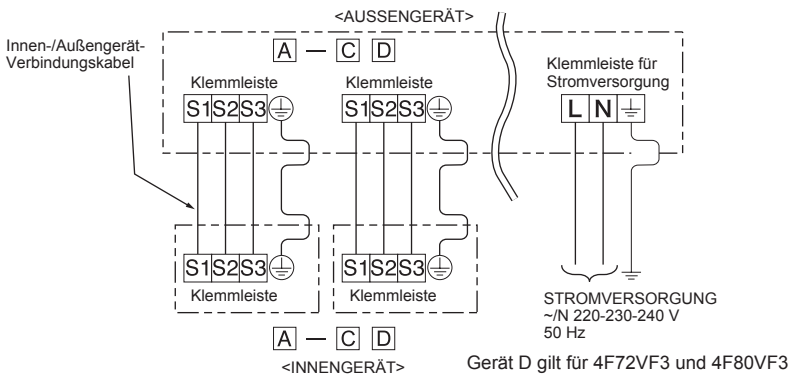 <AUSSENGERÄT>
Innen-/Außengerät-
Verbindungskabel
A — C D
Klemmleiste
S1 S2 S3
Klemmleiste
S1 S2 S3
Klemmleiste für
Stromversorgung
L N
S1 S2 S3
Klemmleiste
S1 S2 S3
Klemmleiste
STROMVERSORGUNG
~/N 220-230-240 V
50 Hz
A — C D
<INNENGERÄT>
Gerät D gilt für 4F72VF3 und 4F80VF3